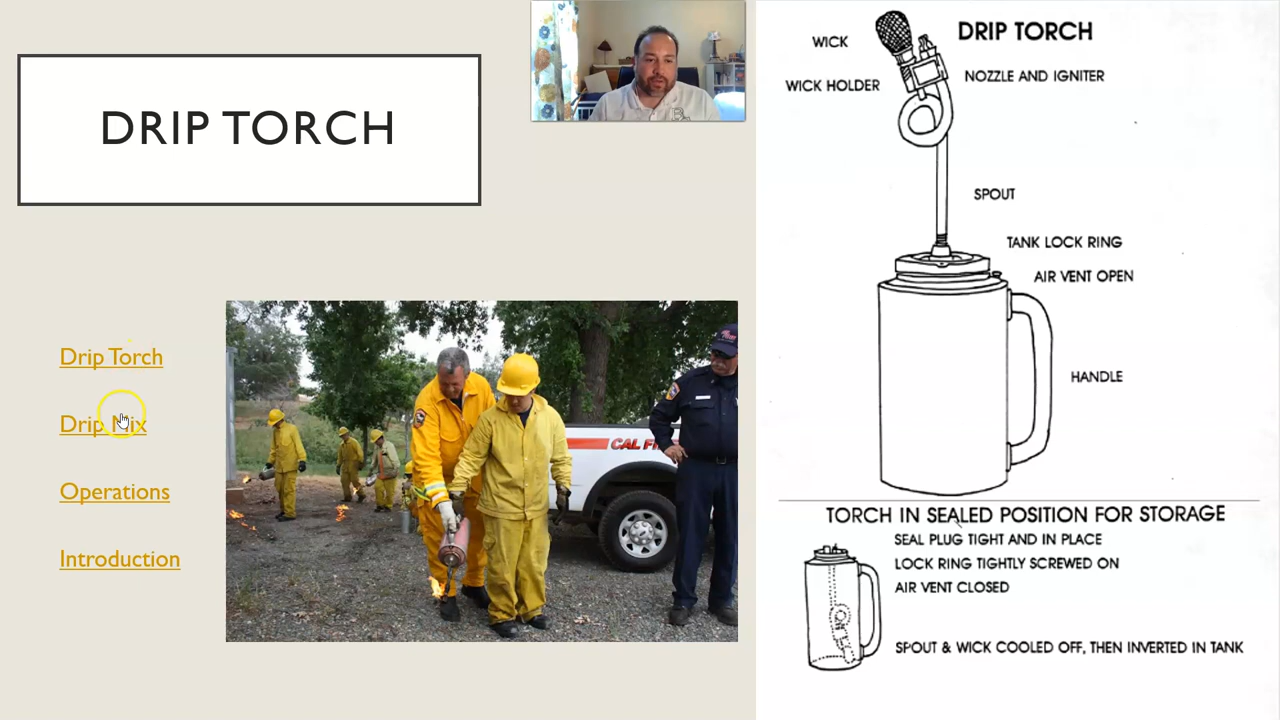 DRIP TORCH
Drip Torch
Drip Mix
Operations
Introduction
CAL FI
DRIP TORCH
WICK
WICK HOLDER
NOZZLE AND IGNITER
SPOUT
TANK LOCK RING
AIR VENT OPEN
HANDLE
TORCH IN SEALED POSITION FOR STORAGE
SEAL PLUG TIGHT AND IN PLACE
LOCK RING TIGHTLY SCREWED ON
AIR VENT CLOSED
SPOUT & WICK COOLED OFF, THEN INVERTED IN TANK